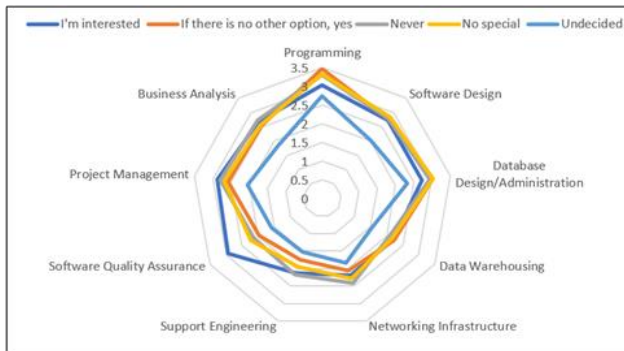 I'm interested If there is no other option, yes Never No special Undecided
Programming
3.5
3
2.5
2
1.5
1
0.5
0
Software Design
Database
Design/Administration
Data Warehousing
Networking Infrastructure
Support Engineering
Software Quality Assurance
Project Management
Business Analysis